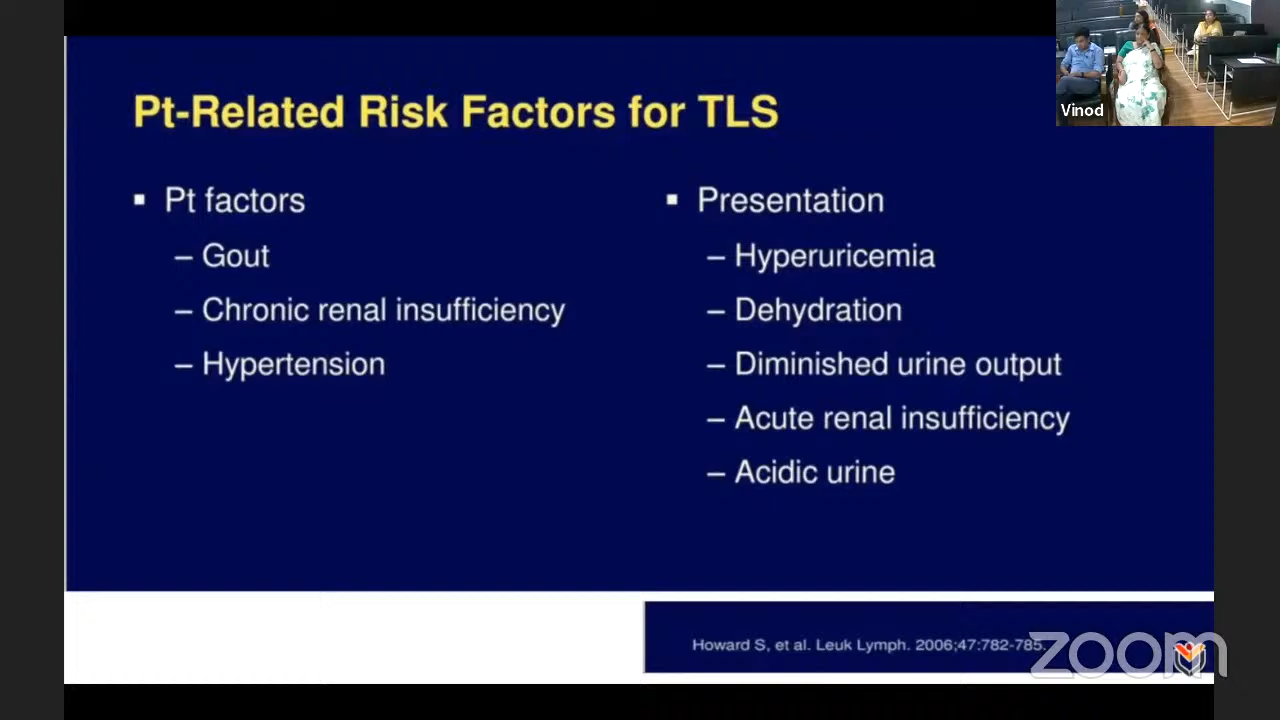 Pt-Related Risk Factors for TLS
▪ Pt factors
– Gout
– Chronic renal insufficiency
– Hypertension
▪ Presentation
– Hyperuricemia
– Dehydration
– Diminished urine output
– Acute renal insufficiency
– Acidic urine
Howard S, et al. Leuk Lymph. 2006;47:782-785.
Vinod
zoom